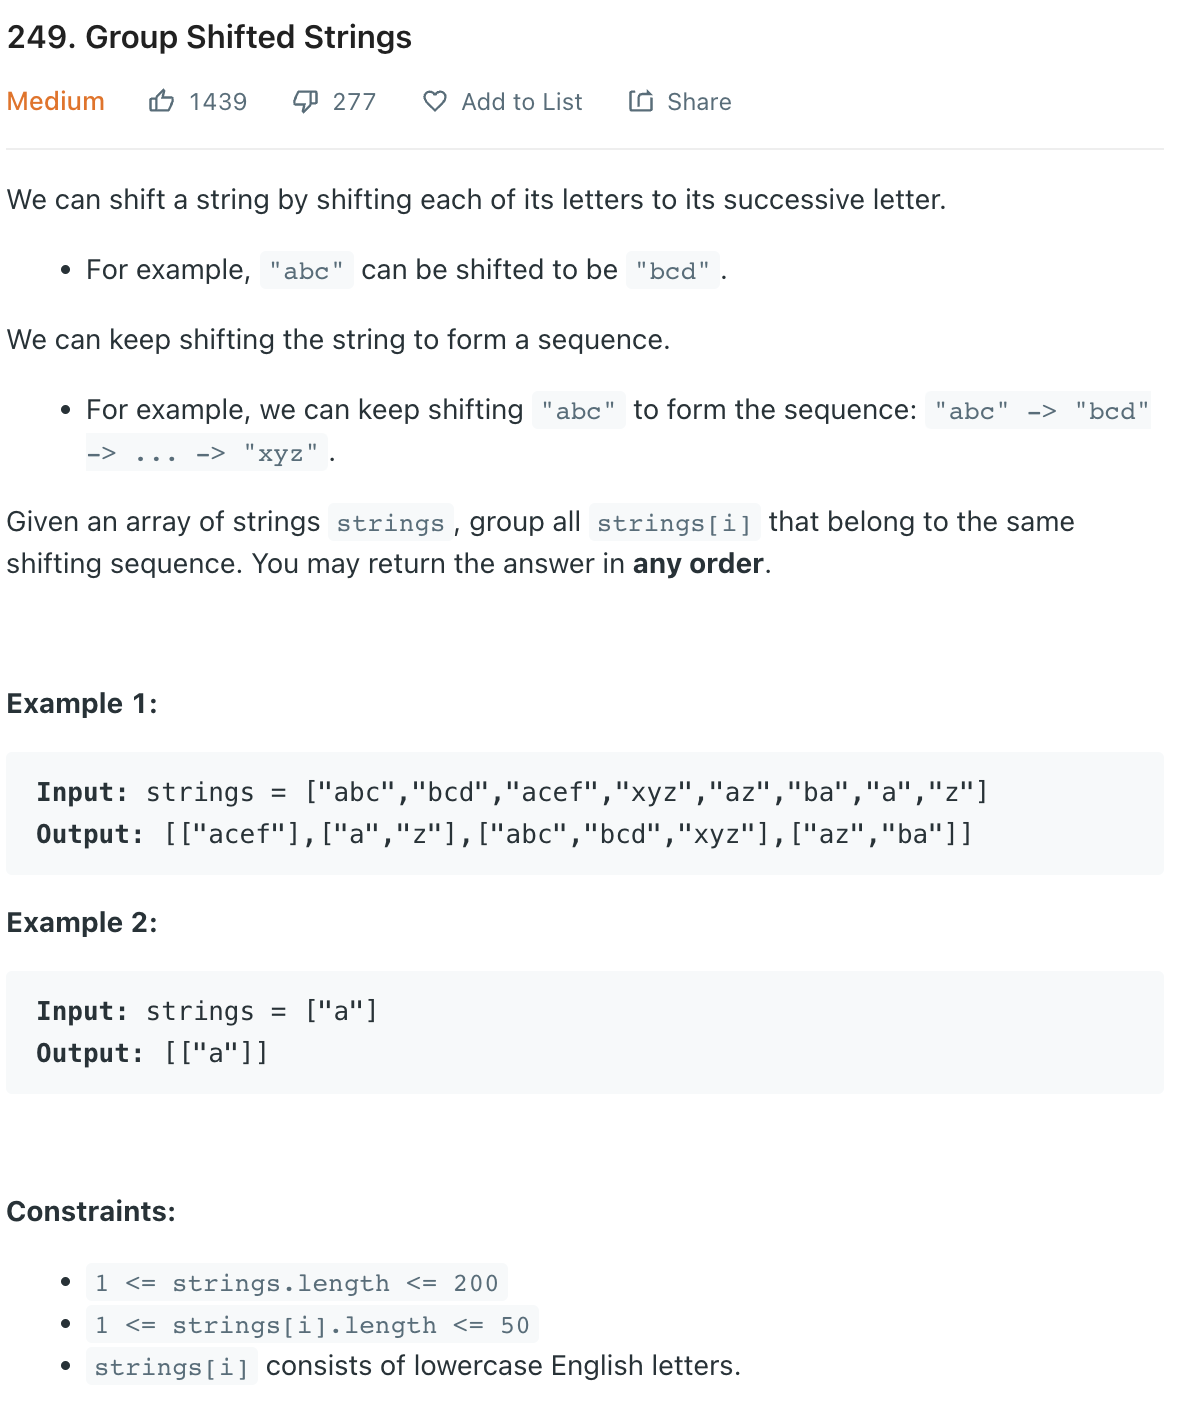 249. Group Shifted Strings
Medium 1439 277 Add to List Share
We can shift a string by shifting each of its letters to its successive letter.
• For example, "abc" can be shifted to be "bcd".
We can keep shifting the string to form a sequence.
• For example, we can keep shifting "abc" to form the sequence: "abc" -> "bcd"
-> ... -> "xyz".
Given an array of strings strings, group all strings[i] that belong to the same
shifting sequence. You may return the answer in any order.
Example 1:
Input: strings = ["abc","bcd","acef","xyz","az","ba","a","z"]
Output: [["acef"],["a","z"],["abc","bcd","xyz"],["az","ba"]]
Example 2:
Input: strings = ["a"]
Output: [["a"]]
Constraints:
• 1 <= strings.length <= 200
• 1 <= strings[i].length <= 50
• strings[i] consists of lowercase English letters.